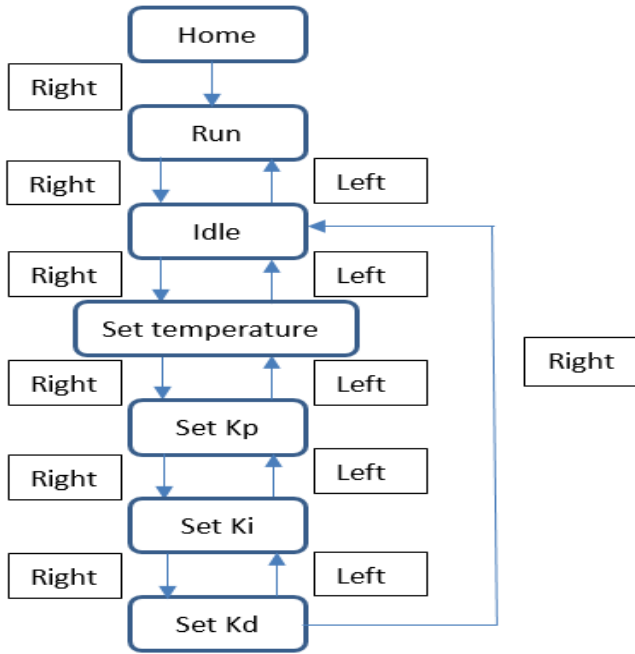 Home
Right
Run
Right
Left
Idle
Right
Left
Set temperature
Right
Right
Left
Set Kp
Right
Left
Set Ki
Right
Left
Set Kd